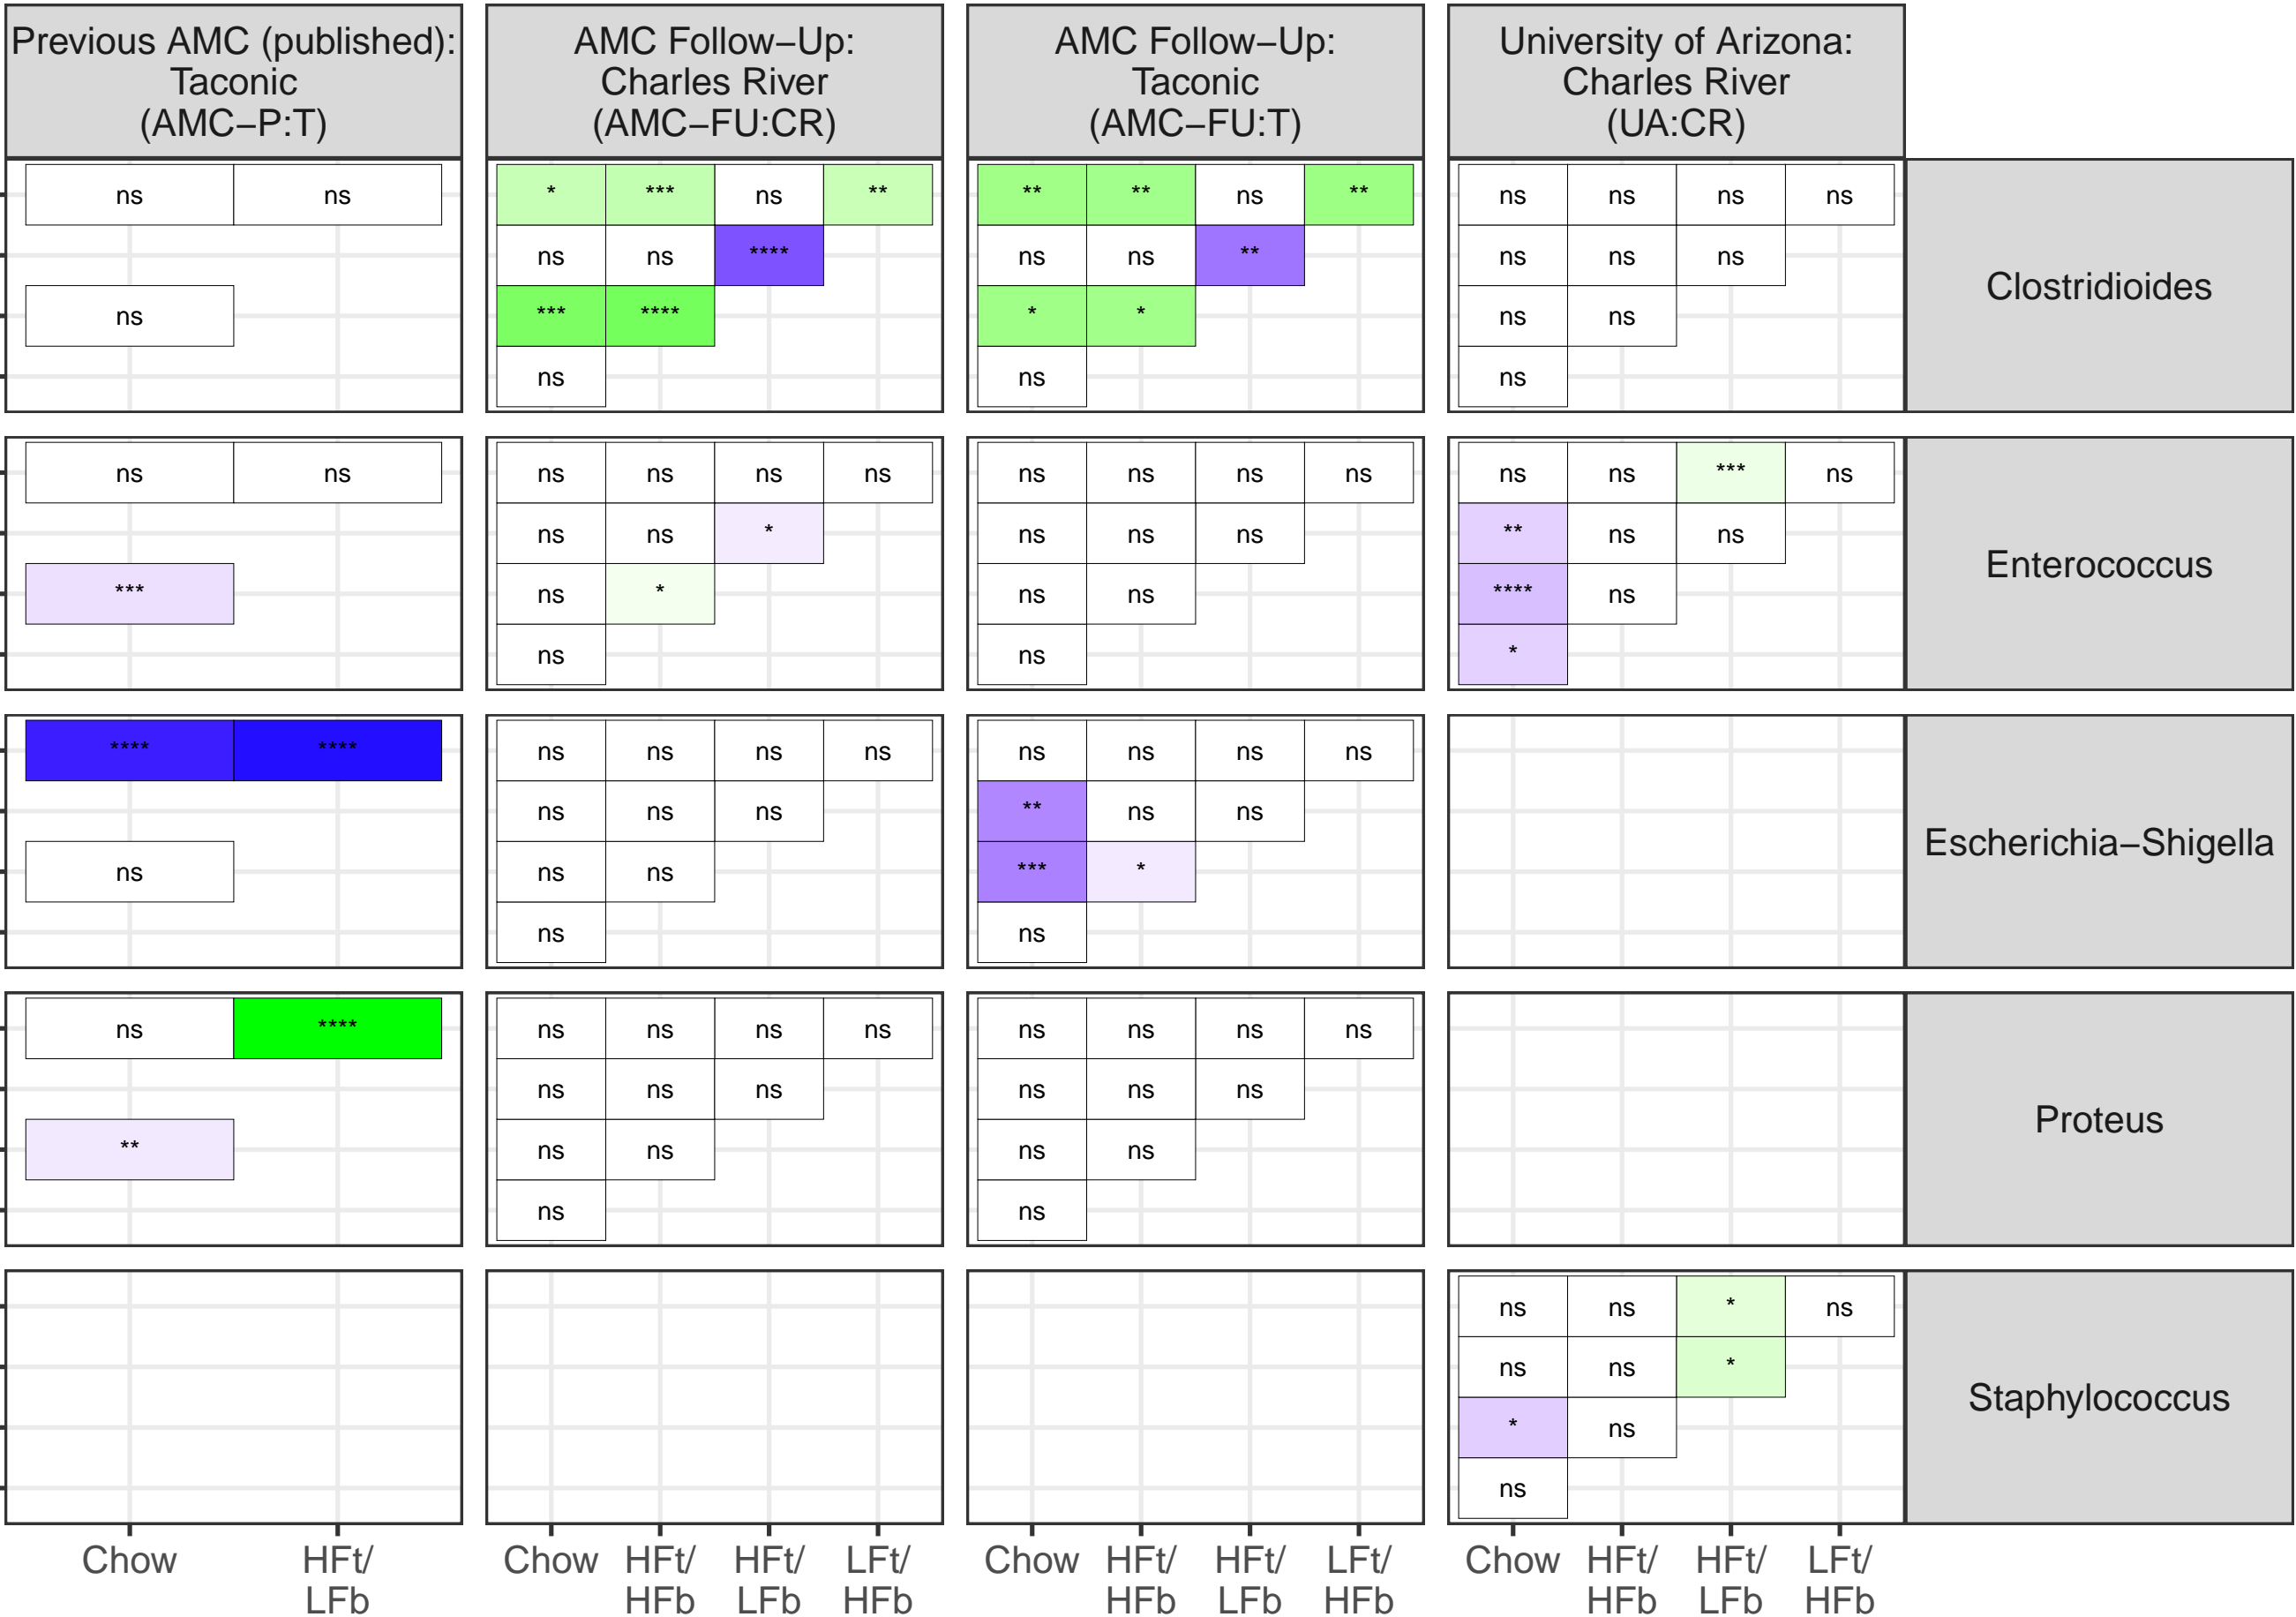 Previous AMC (published):
Taconic
(AMC−P:T)
AMC Follow−Up:
Charles River
(AMC−FU:CR)
AMC Follow−Up:
Taconic
(AMC−FU:T)
University of Arizona:
Charles River
(UA:CR)
ns ns * *** ns ** ** ** ns ** ns ns ns ns
ns ns **** ns ns ** ns ns ns
Clostridioides
ns *** **** * * ns ns
ns ns ns
ns ns ns ns ns ns ns ns ns ns ns ns *** ns
ns ns * ns ns ns ** ns ns
Enterococcus
*** ns * ns ns **** ns
ns ns *
**** **** ns ns ns ns ns ns ns ns
ns ns ns ** ns ns
Escherichia−Shigella
ns ns ns *** *
ns ns
ns **** ns ns ns ns ns ns ns ns
ns ns ns ns ns ns
Proteus
** ns ns ns ns
ns ns
ns ns * ns
ns ns *
Staphylococcus
* ns
ns
Chow HFt/ Chow HFt/ HFt/ LFt/ Chow HFt/ HFt/ LFt/ Chow HFt/ HFt/ LFt/
LFb HFb LFb HFb HFb LFb HFb HFb LFb HFb